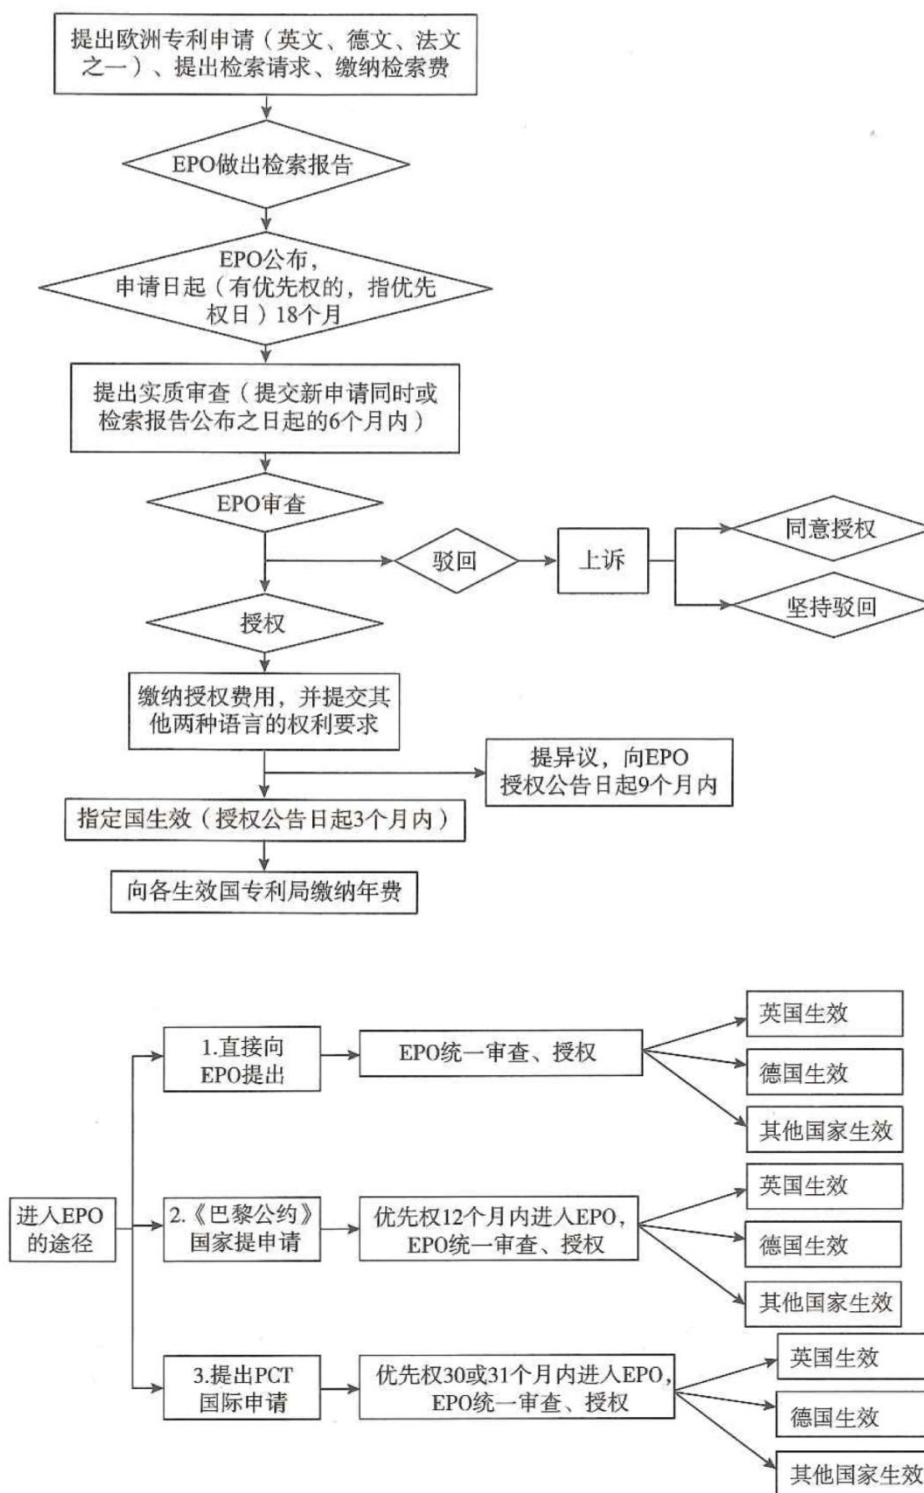 提出欧洲专利申请（英文、德文、法文
之一）、提出检索请求、缴纳检索费
EPO做出检索报告
EPO公布，
申请日起（有优先权的，指优先
权日）18个月
提出实质审查（提交新申请同时或
检索报告公布之日起的6个月内）
EPO审查
驳回
上诉
同意授权
坚持驳回
授权
缴纳授权费用，并提交其
他两种语言的权利要求
提异议，向EPO
授权公告日起9个月内
指定国生效（授权公告日起3个月内）
向各生效国专利局缴纳年费
进入EPO
的途径
1.直接向
EPO提出
EPO统一审查、授权
英国生效
德国生效
其他国家生效
2.《巴黎公约》
国家提申请
优先权12个月内进入EPO，
EPO统一审查、授权
英国生效
德国生效
其他国家生效
3.提出PCT
国际申请
优先权30或31个月内进入EPO，
EPO统一审查、授权
英国生效
德国生效
其他国家生效